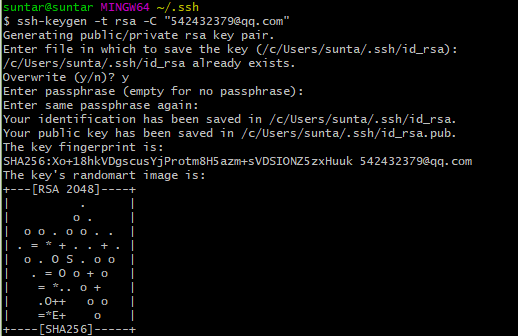 suntar@suntar MINGW64 ~/.ssh
$ ssh-keygen -t rsa -C "542432379@qq.com"
Generating public/private rsa key pair.
Enter file in which to save the key (/c/Users/sunta/.ssh/id_rsa):
/c/Users/sunta/.ssh/id_rsa already exists.
Overwrite (y/n)? y
Enter passphrase (empty for no passphrase):
Enter same passphrase again:
Your identification has been saved in /c/Users/sunta/.ssh/id_rsa.
Your public key has been saved in /c/Users/sunta/.ssh/id_rsa.pub.
The key fingerprint is:
SHA256:Xo+18hkVDgscusYjProtm8H5azm+sVDSIONZ5zxHuuk 542432379@qq.com
The key's randomart image is:
+---[RSA 2048]----+
|          .      |
|         o .     |
|  o o . o o . .  |
| . = * + . . + . |
|  o . O S . o o  |
|   . = O o + o   |
|    = *.. o +    |
|    .O++   o o   |
|    =*E+    o    |
+----[SHA256]-----+